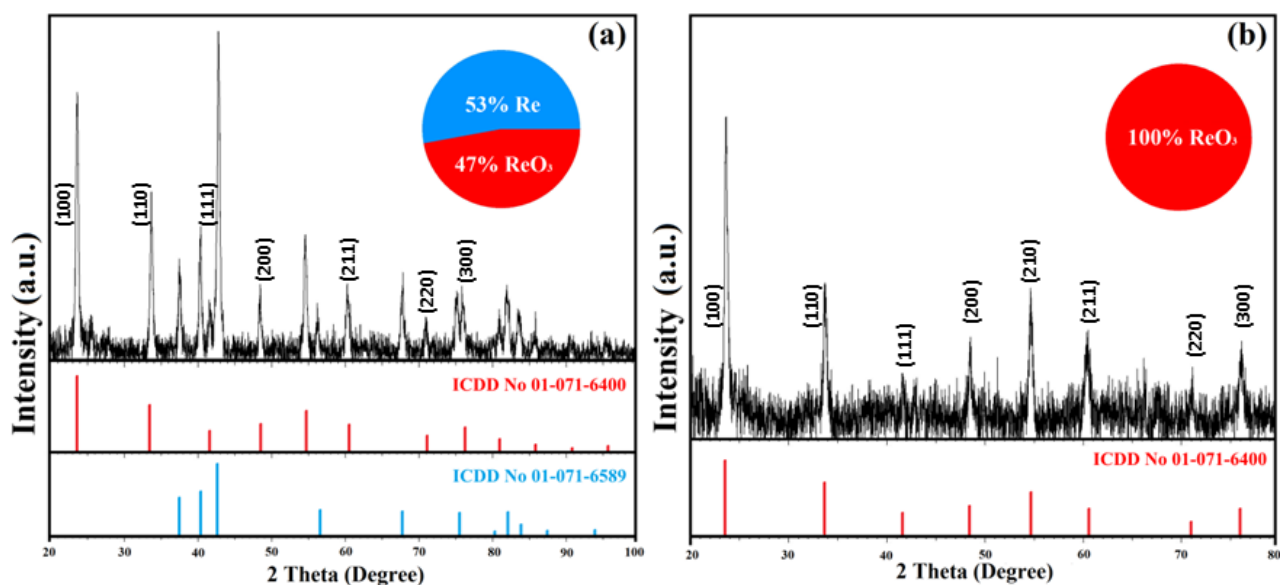 (a)
53% Re
47% ReO₃
(100)
(110)
(111)
(200)
(211)
(220)
(300)
Intensity (a.u.)
ICDD No 01-071-6400
ICDD No 01-071-6589
20 30 40 50 60 70 80 90 100
2 Theta (Degree)
(b)
100% ReO₃
(100)
(110)
(111)
(200)
(210)
(211)
(220)
(300)
Intensity (a.u.)
ICDD No 01-071-6400
20 30 40 50 60 70 80
2 Theta (Degree)